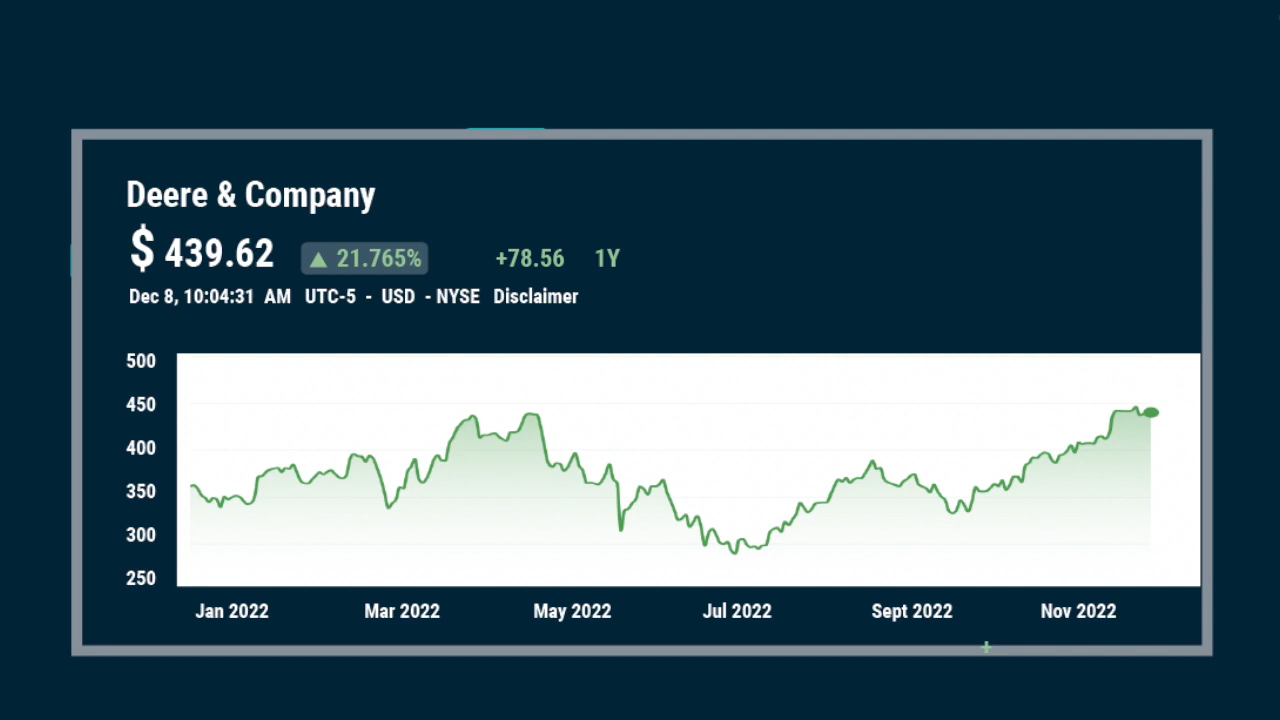 Deere & Company
$ 439.62 ▲ 21.765% +78.56 1Y
Dec 8, 10:04:31 AM UTC-5 - USD - NYSE Disclaimer
500
450
400
350
300
250
Jan 2022 Mar 2022 May 2022 Jul 2022 Sept 2022 Nov 2022
+